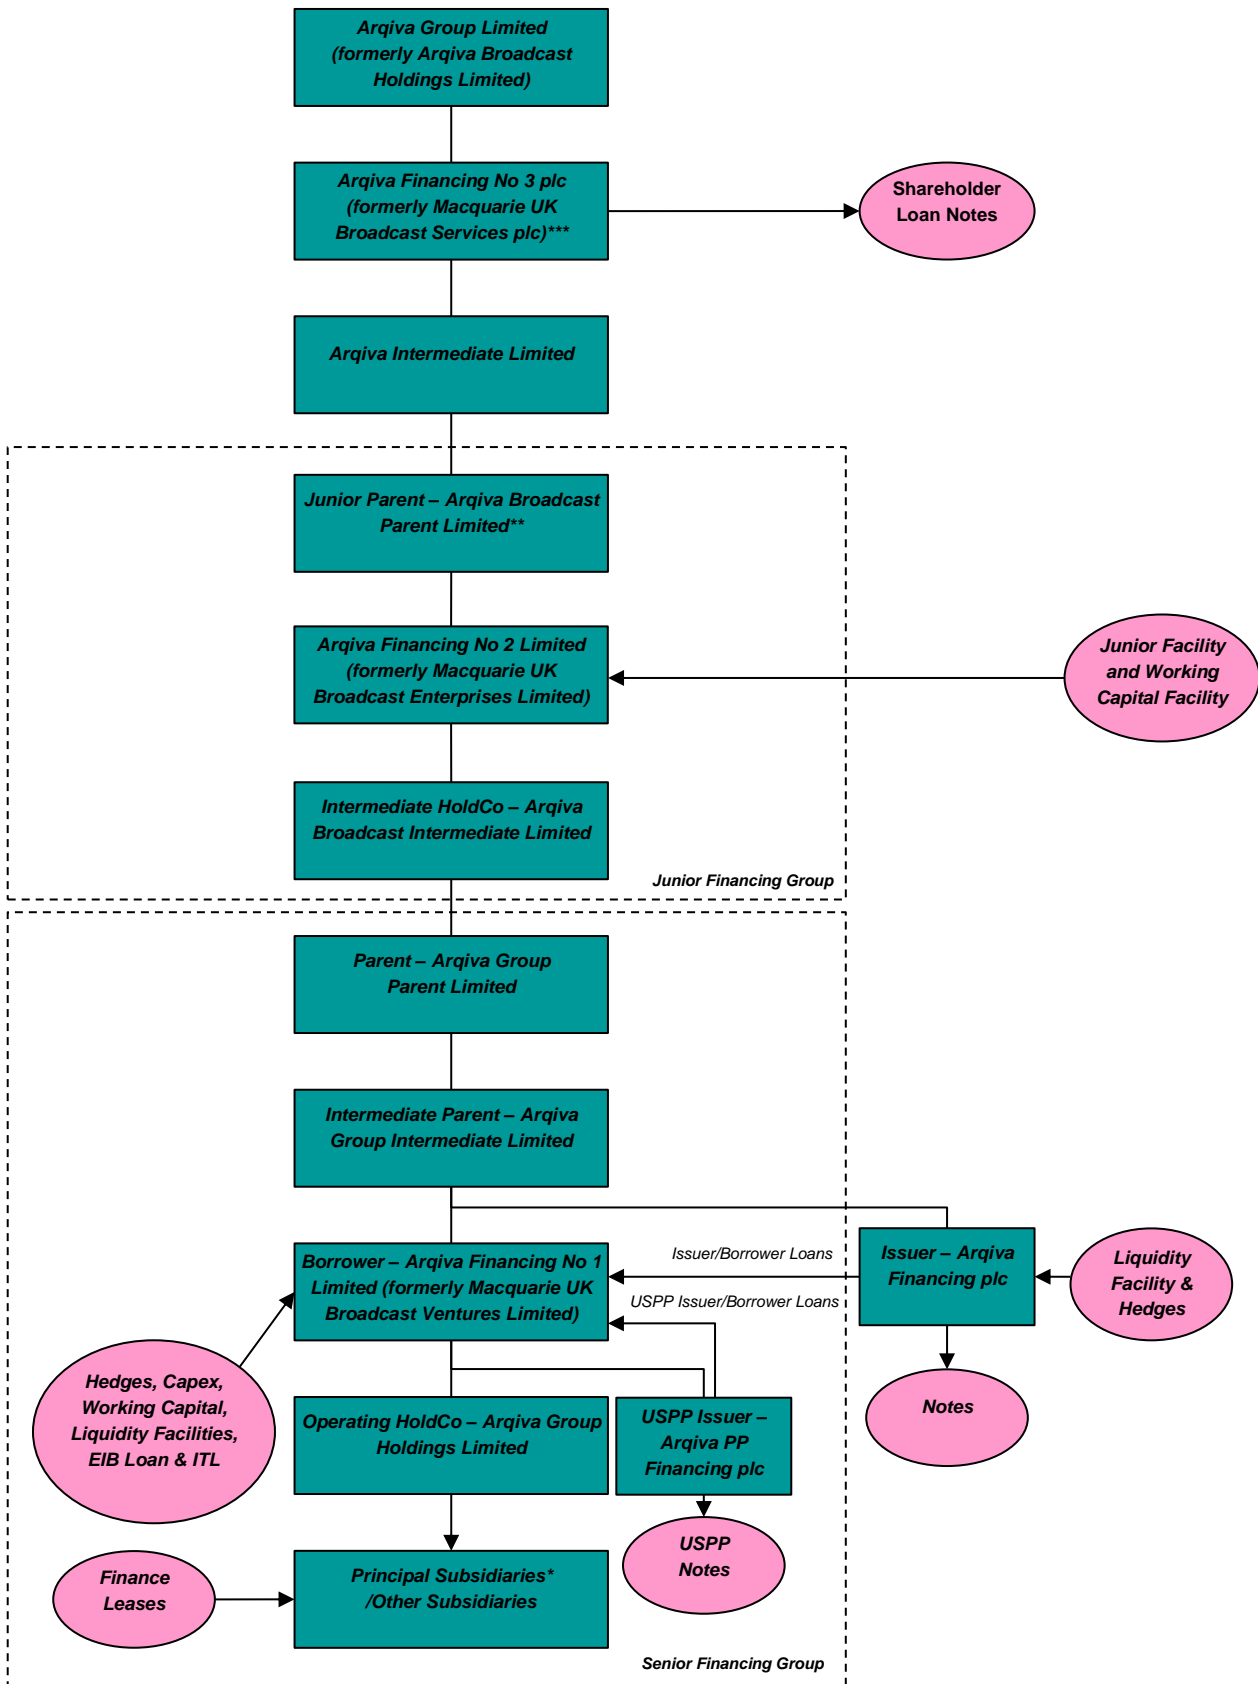 Arqiva Group Limited
(formerly Arqiva Broadcast
Holdings Limited)
Arqiva Financing No 3 plc
(formerly Macquarie UK
Broadcast Services plc)***
Shareholder
Loan Notes
Arqiva Intermediate Limited
Junior Parent – Arqiva Broadcast
Parent Limited**
Arqiva Financing No 2 Limited
(formerly Macquarie UK
Broadcast Enterprises Limited)
Junior Facility
and Working
Capital Facility
Intermediate HoldCo – Arqiva
Broadcast Intermediate Limited
Junior Financing Group
Parent – Arqiva Group
Parent Limited
Intermediate Parent – Arqiva
Group Intermediate Limited
Borrower – Arqiva Financing No 1
Limited (formerly Macquarie UK
Broadcast Ventures Limited)
Issuer/Borrower Loans
USPP Issuer/Borrower Loans
Issuer – Arqiva
Financing plc
Liquidity
Facility &
Hedges
Hedges, Capex,
Working Capital,
Liquidity Facilities,
EIB Loan & ITL
Operating HoldCo – Arqiva Group
Holdings Limited
USPP Issuer –
Arqiva PP
Financing plc
Notes
Finance
Leases
Principal Subsidiaries*
/Other Subsidiaries
USPP
Notes
Senior Financing Group